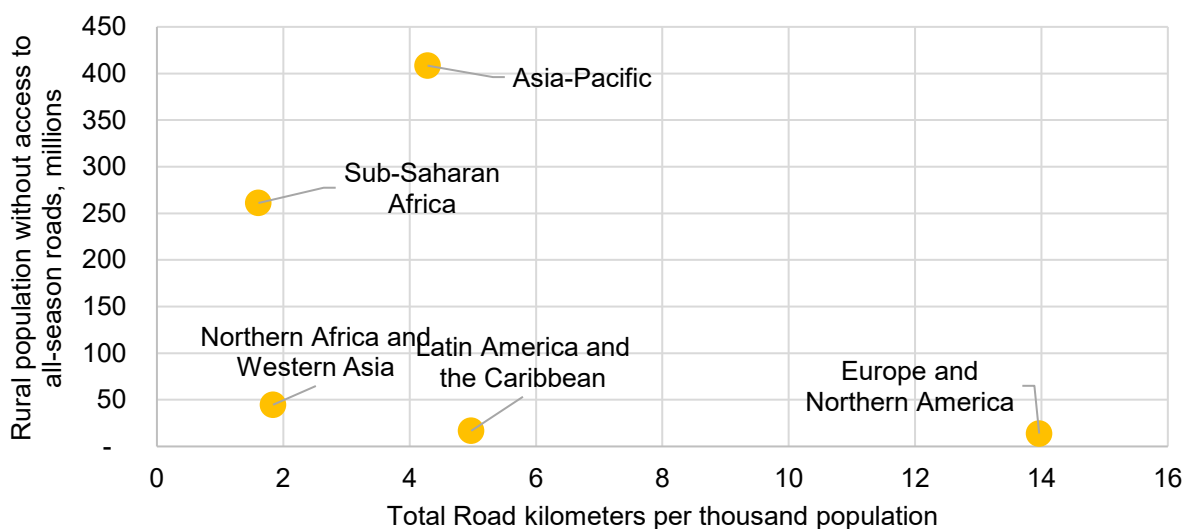 Rural population without access to
all-season roads, millions
450
400
350
300
250
200
150
100
50
-
Asia-Pacific
Sub-Saharan
Africa
Northern Africa and
Western Asia
Latin America and
the Caribbean
Europe and
Northern America
0 2 4 6 8 10 12 14 16
Total Road kilometers per thousand population